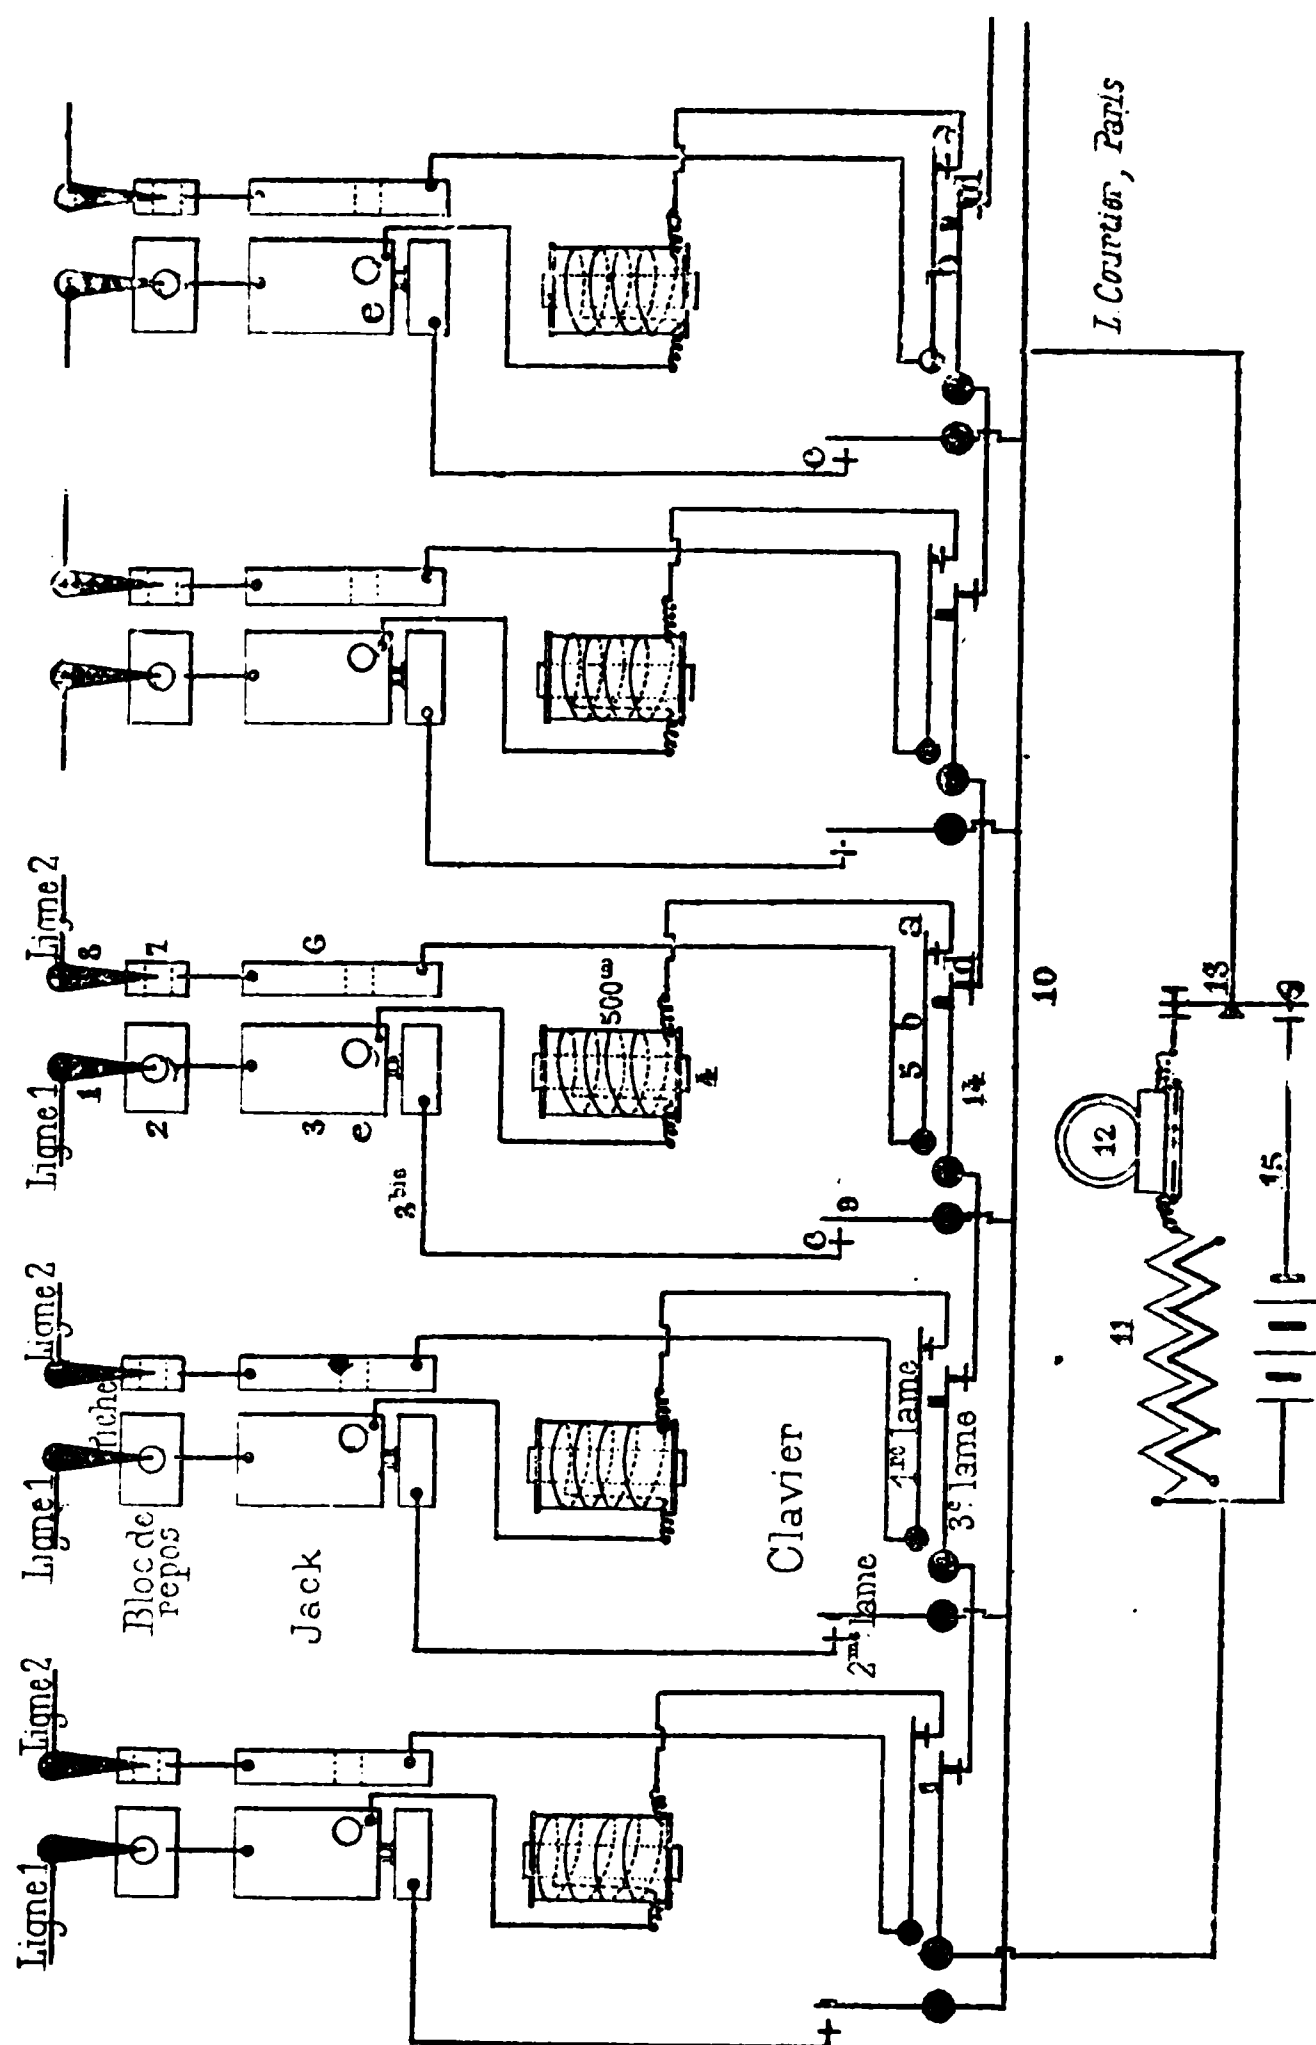 Ligne 1
Ligne 2
Ligne 1
Ligne 2
Ligne 1
Ligne 2
fiche
Bloc de
repos
Jack
Clavier
1re lame
2me lame
3e lame
1
2
3
e
3 bis
8
7
6
500ω
4
5
b
a
d
14
c
9
10
11
12
13
15
e
c
d
L. Courtier, Paris